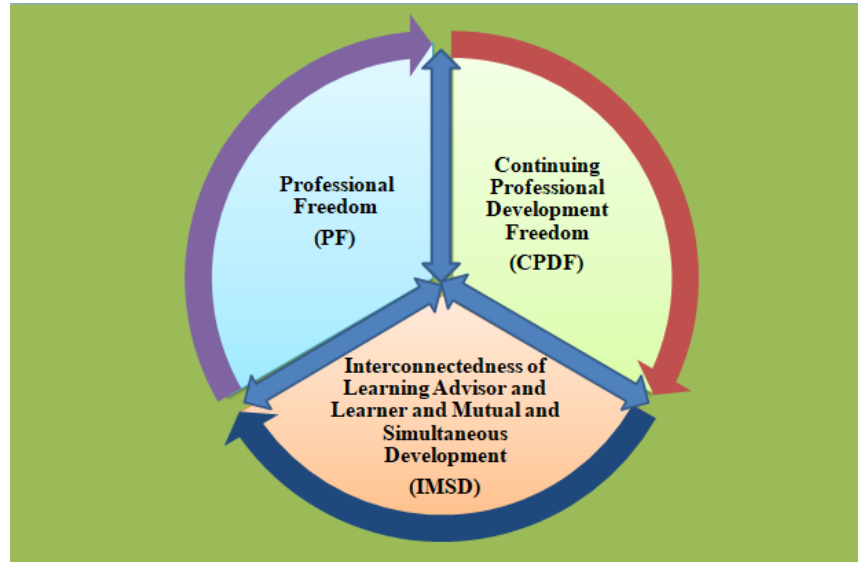 Professional
Freedom
(PF)
Continuing
Professional
Development
Freedom
(CPDF)
Interconnectedness of
Learning Advisor and
Learner and Mutual and
Simultaneous
Development
(IMSD)